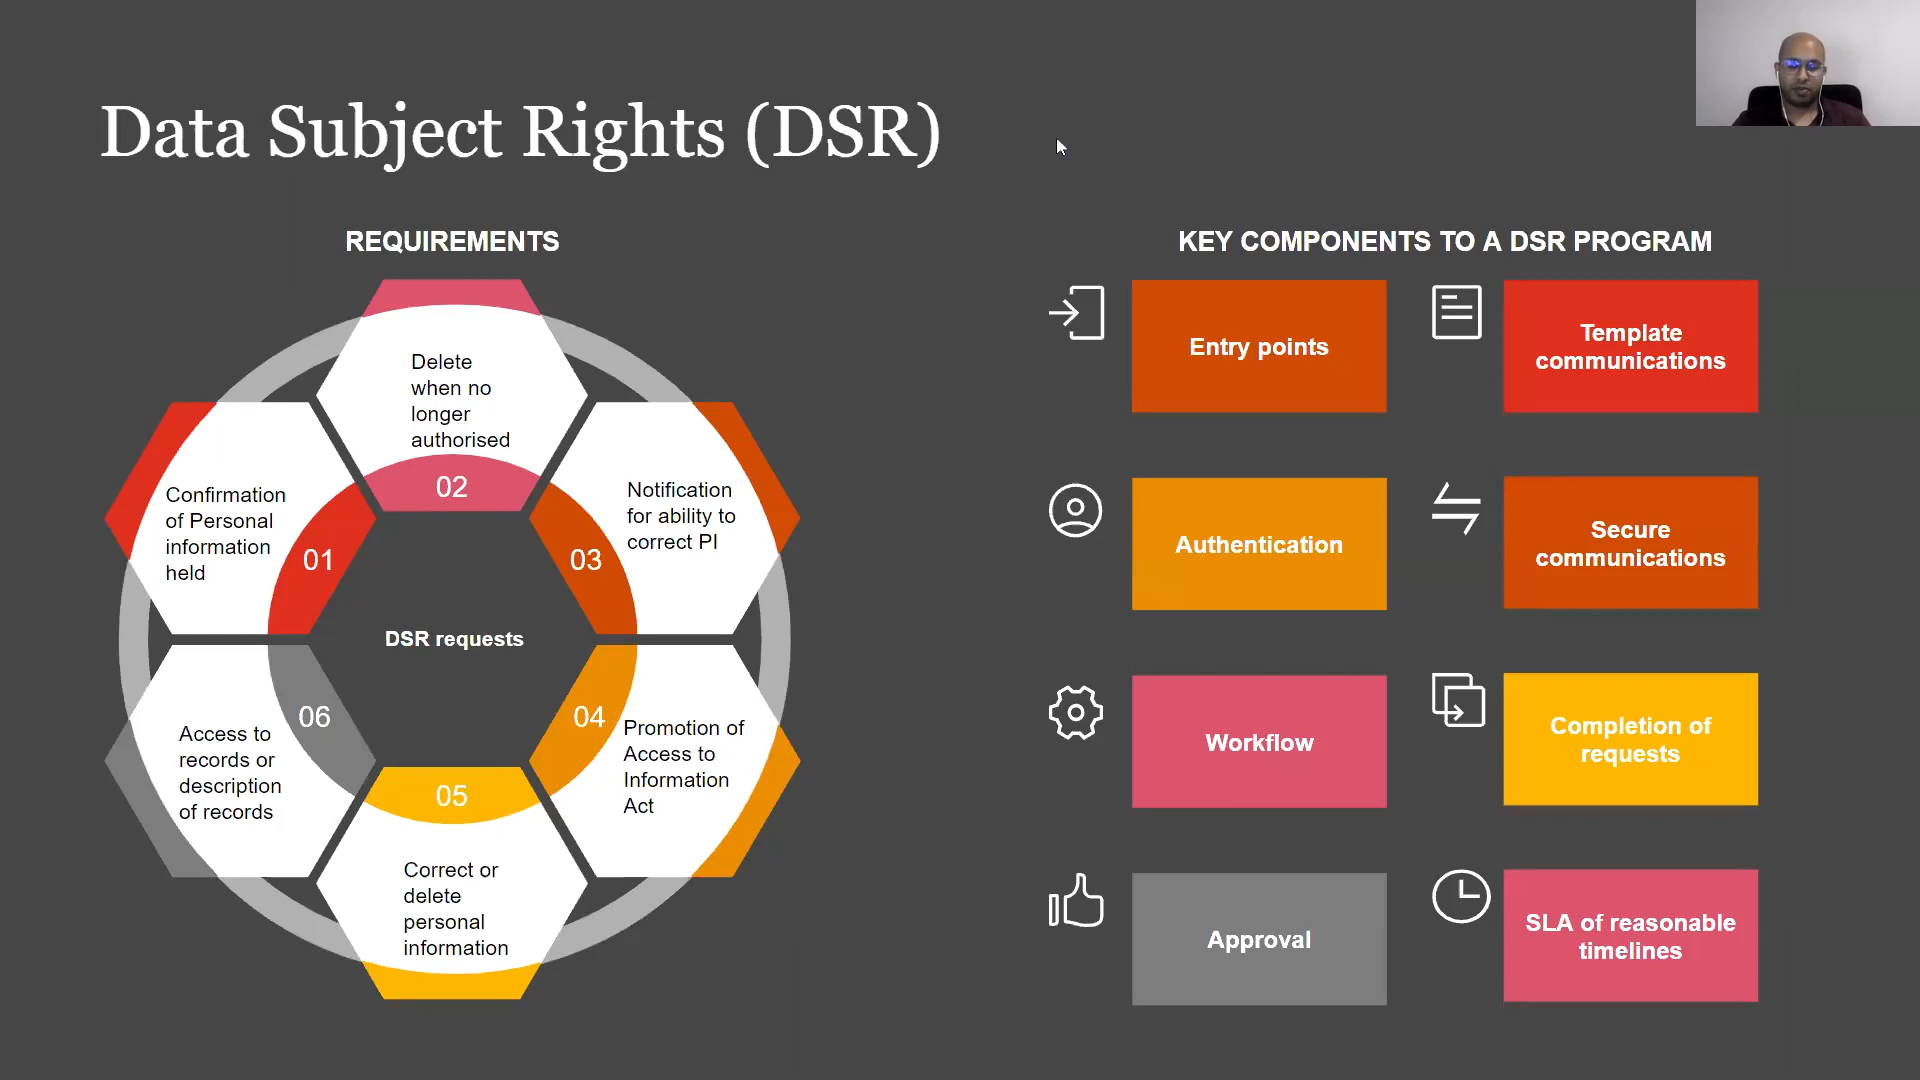 Data Subject Rights (DSR)
REQUIREMENTS
Confirmation
of Personal
information
held
01
Delete
when no
longer
authorised
02
Notification
for ability to
correct PI
03
Promotion of
Access to
Information
Act
04
Correct or
delete
personal
information
05
Access to
records or
description
of records
06
DSR requests
KEY COMPONENTS TO A DSR PROGRAM
Entry points
Template
communications
Authentication
Secure
communications
Workflow
Completion of
requests
Approval
SLA of reasonable
timelines